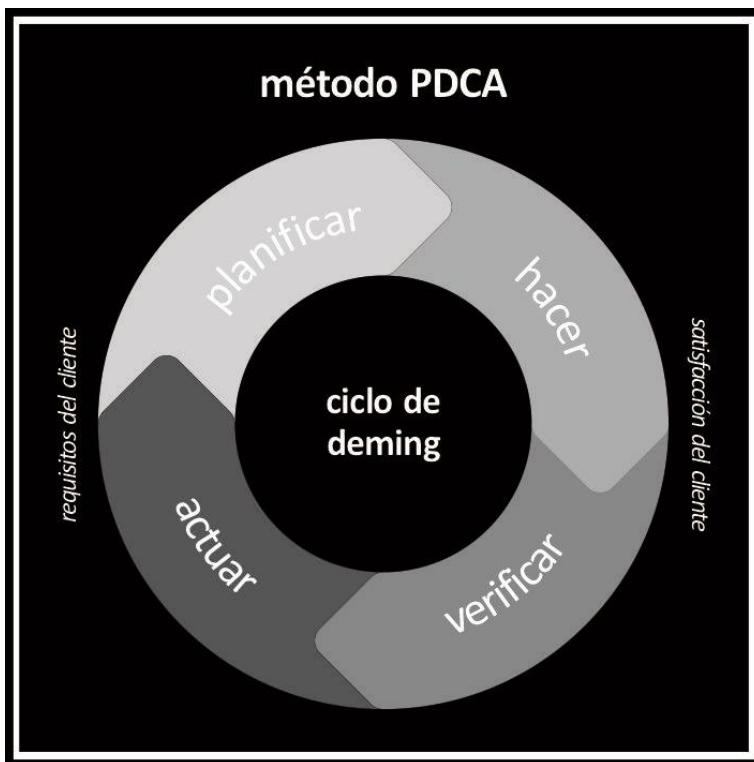 método PDCA
planificar
hacer
requisitos del cliente
ciclo de
deming
satisfacción del cliente
actuar
verificar